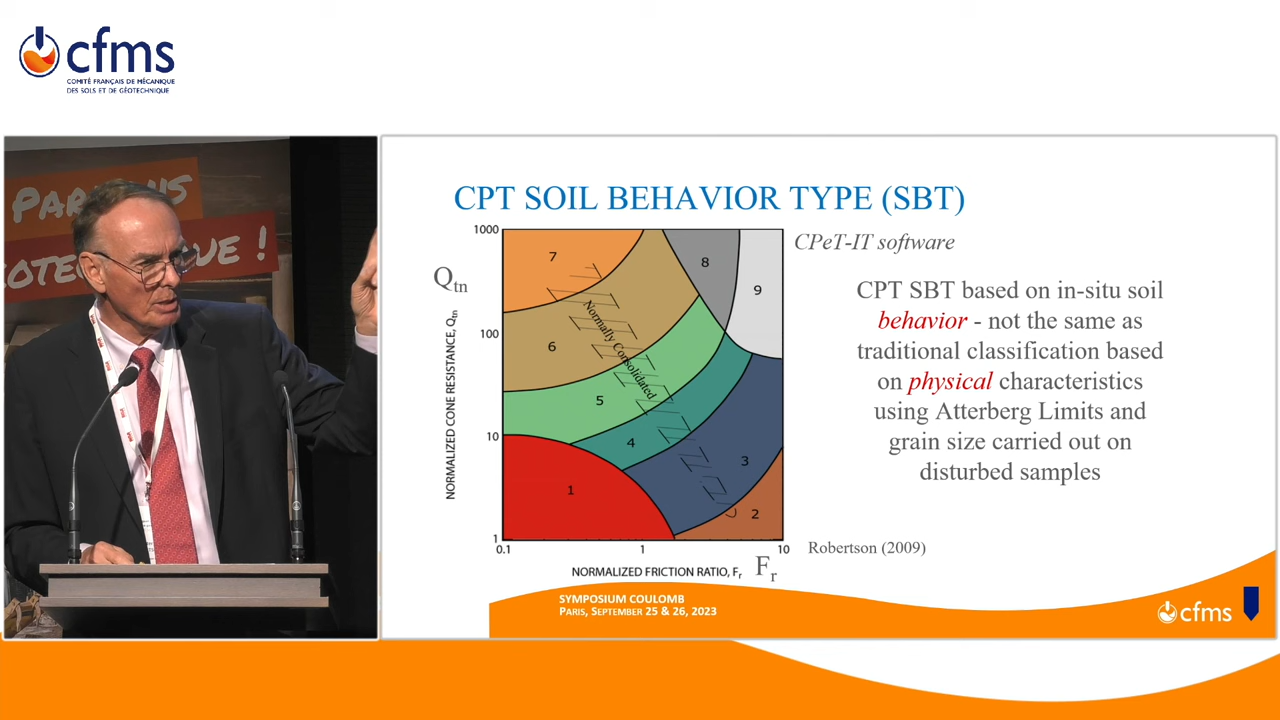 cfms
COMITÉ FRANÇAIS DE MÉCANIQUE
DES SOLS ET DE GÉOTECHNIQUE
CPT SOIL BEHAVIOR TYPE (SBT)
CPeT-IT software
CPT SBT based on in-situ soil
behavior - not the same as
traditional classification based
on physical characteristics
using Atterberg Limits and
grain size carried out on
disturbed samples
Qtn
NORMALIZED CONE RESISTANCE, Qtn
1000
100
10
1
7
8
9
6
Normally Consolidated
5
4
3
1
2
0.1
1
10
NORMALIZED FRICTION RATIO, Fr
Fr
Robertson (2009)
SYMPOSIUM COULOMB
PARIS, SEPTEMBER 25 & 26, 2023
cfms